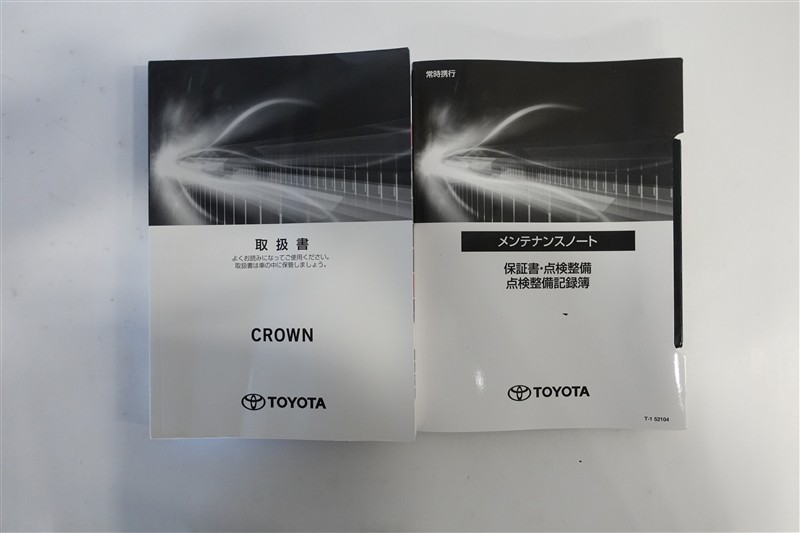 取扱書
よくお読みになってご使用ください。
取扱書は車の中に保管しましょう。
CROWN
TOYOTA
常時携行
メンテナンスノート
保証書・点検整備
点検整備記録簿
TOYOTA
T-1 52104